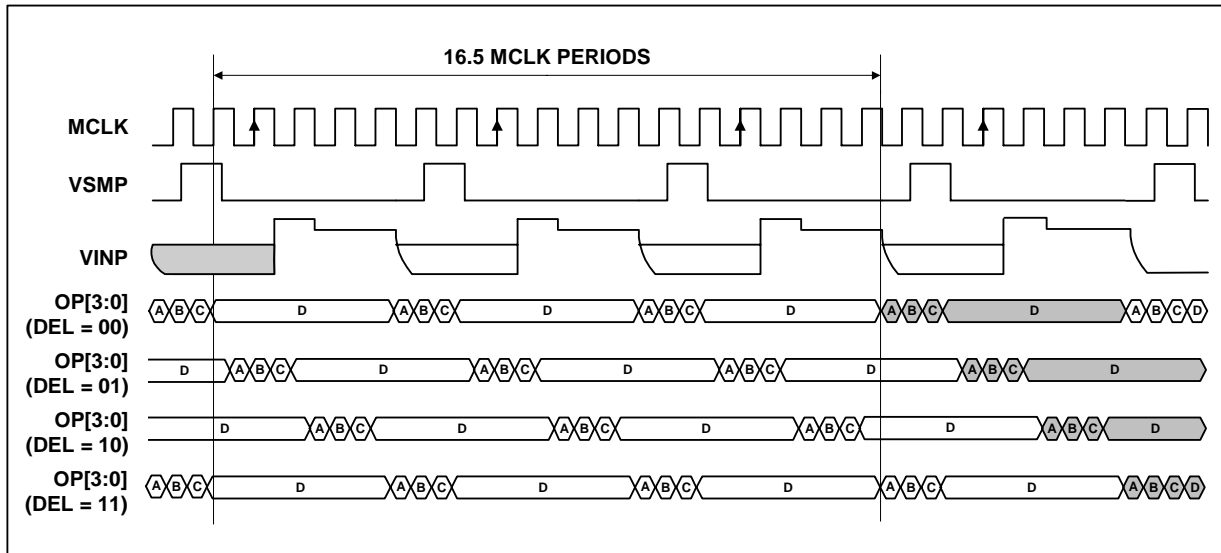 16.5 MCLK PERIODS
MCLK
VSMP
VINP
OP[3:0]
(DEL = 00)
A B C D A B C D A B C D A B C D A B C D
OP[3:0]
(DEL = 01)
D A B C D A B C D A B C D A B C D
OP[3:0]
(DEL = 10)
D A B C D A B C D A B C D A B C D
OP[3:0]
(DEL = 11)
A B C D A B C D A B C D A B C D A B C D